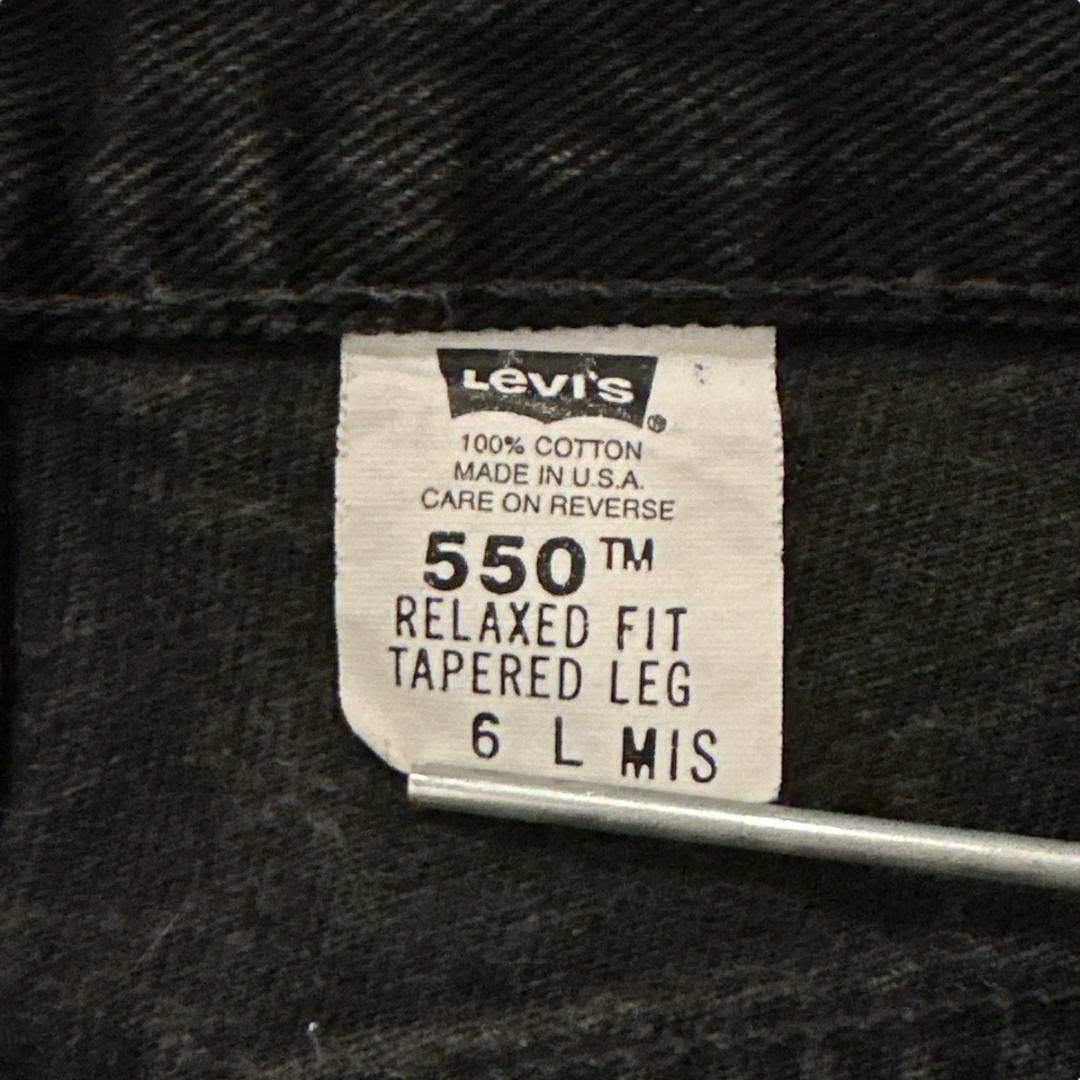 Levi's
®
100% COTTON
MADE IN U.S.A.
CARE ON REVERSE
550™
RELAXED FIT
TAPERED LEG
6 L MIS